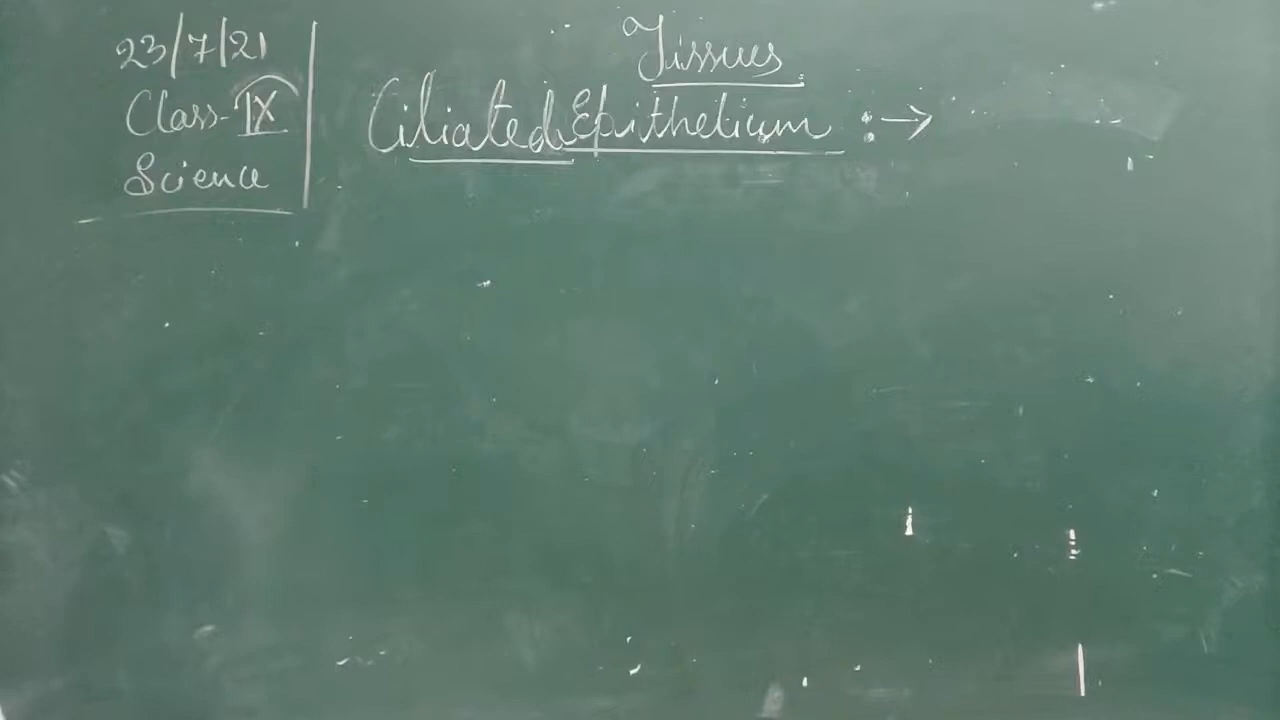 23/7/21
Class-IX
Science
Tissues
Ciliated Epithelium :→